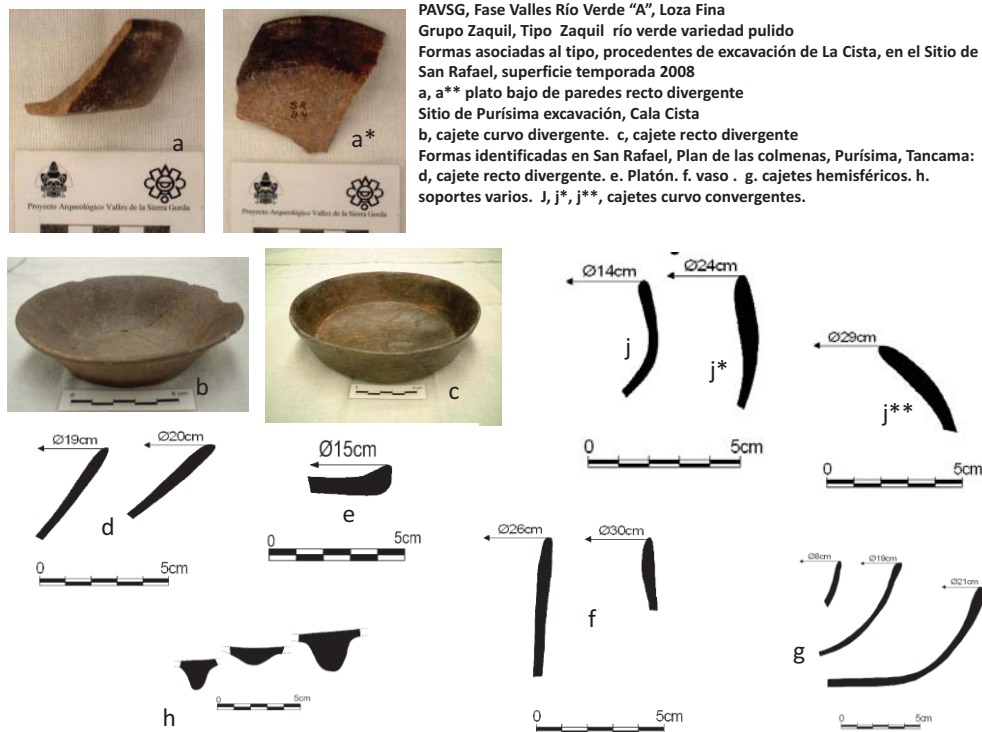 PAVSG, Fase Valles Río Verde “A”, Loza Fina
Grupo Zaquil, Tipo Zaquil río verde variedad pulido
Formas asociadas al tipo, procedentes de excavación de La Cista, en el Sitio de
San Rafael, superficie temporada 2008
a, a** plato bajo de paredes recto divergente
Sitio de Purísima excavación, Cala Cista
b, cajete curvo divergente. c, cajete recto divergente
Formas identificadas en San Rafael, Plan de las colmenas, Purísima, Tancama:
d, cajete recto divergente. e. Platón. f. vaso . g. cajetes hemisféricos. h.
soportes varios. J, j*, j**, cajetes curvo convergentes.
a
Proyecto Arqueológico Valles de la Sierra Gorda
SR
a*
Proyecto Arqueológico Valles de la Sierra Gorda
b
0
c
Ø14cm
Ø24cm
j
j*
0 5cm
Ø29cm
j**
0 5cm
Ø19cm
Ø20cm
d
0 5cm
Ø15cm
e
0 5cm
Ø26cm
Ø30cm
f
0 5cm
Ø8cm
Ø19cm
Ø21cm
g
0 5cm
h
0 5cm